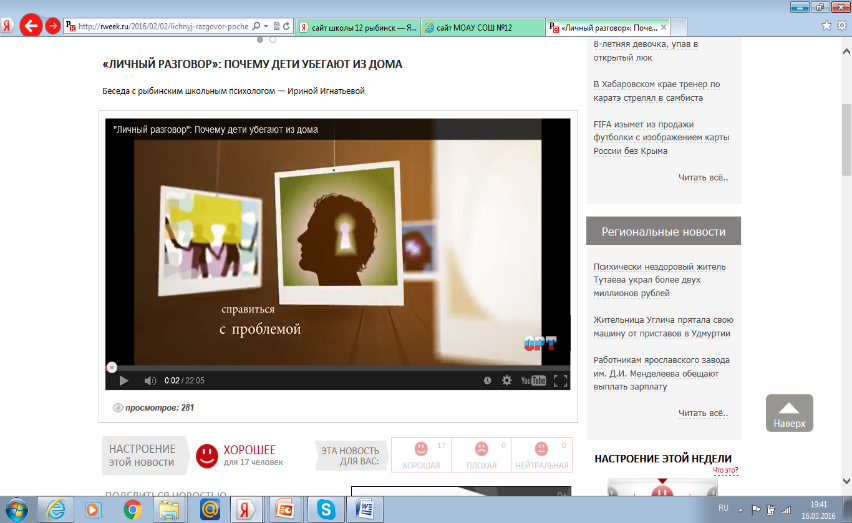 http://rweek.ru/2016/02/02/lichnyj-razgovor-poche
сайт школы 12 рыбинск — Я...
сайт МОАУ СОШ №12
«Личный разговор»: Поче...
«ЛИЧНЫЙ РАЗГОВОР»: ПОЧЕМУ ДЕТИ УБЕГАЮТ ИЗ ДОМА
Беседа с рыбинским школьным психологом — Ириной Игнатьевой
"Личный разговор": Почему дети убегают из дома
справиться
с проблемой
ОРТ
0:02 / 22:05
YouTube
просмотров: 281
НАСТРОЕНИЕ
этой новости
ХОРОШЕЕ
для 17 человек
ЭТА НОВОСТЬ
ДЛЯ ВАС:
17
ХОРОШАЯ
0
ПЛОХАЯ
0
НЕЙТРАЛЬНАЯ
ПОДЕЛИТЬСЯ НОВОСТЬЮ
8-летняя девочка, упав в
открытый люк
В Хабаровском крае тренер по
каратэ стрелял в самбиста
FIFA изымет из продажи
футболки с изображением карты
России без Крыма
Читать всё..
Региональные новости
Психически нездоровый житель
Тутаева украл более двух
миллионов рублей
Жительница Углича прятала свою
машину от приставов в Удмуртии
Работникам ярославского завода
им. Д.И. Менделеева обещают
выплать зарплату
Читать всё..
НАСТРОЕНИЕ ЭТОЙ НЕДЕЛИ
Что это?
Наверх
RU
19:41
16.03.2016